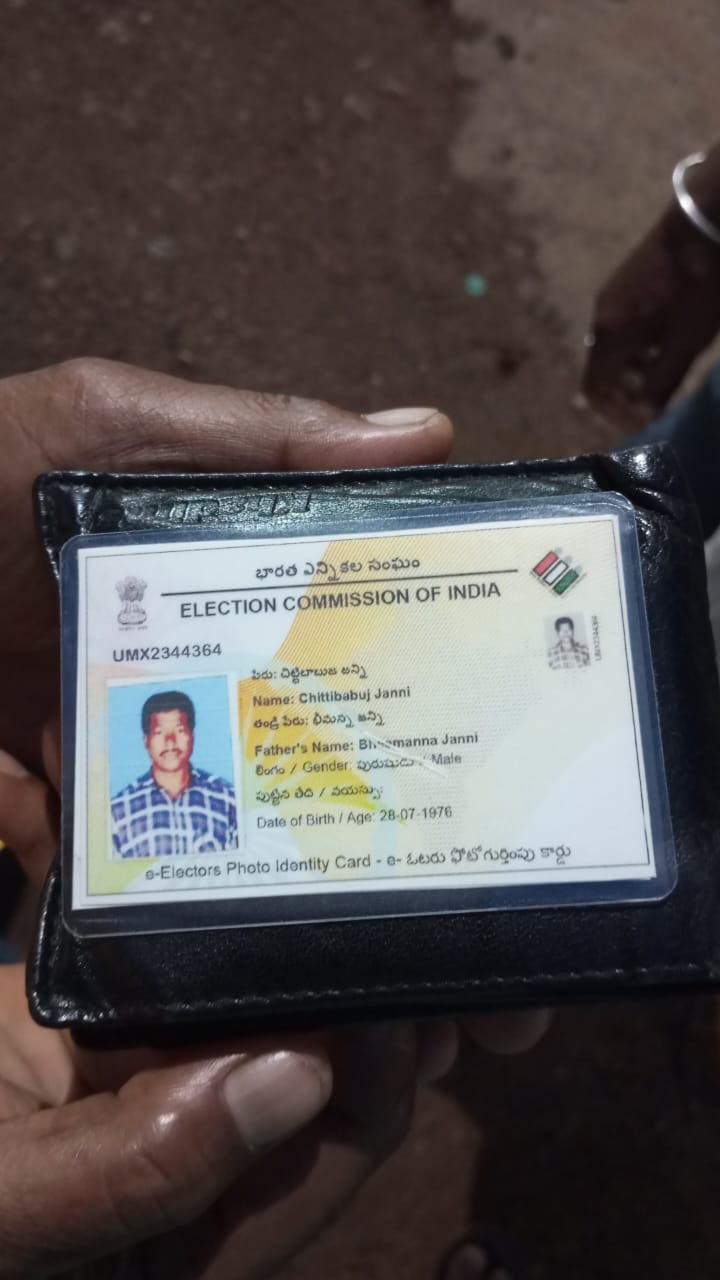 భారత ఎన్నికల సంఘం
ELECTION COMMISSION OF INDIA
UMX2344364
UMX2344364
పేరు: చిట్టిబాబుజ జన్ని
Name: Chittibabuj Janni
తండ్రి పేరు: భీమన్న జన్ని
Father's Name: Janni
లింగం / Gender: పురుషుడు / Male
పుట్టిన తేది / వయస్సు:
Date of Birth / Age: 28-07-1976
e-Electors Photo Identity Card - e- ఓటరు ఫోటో గుర్తింపు కార్డు